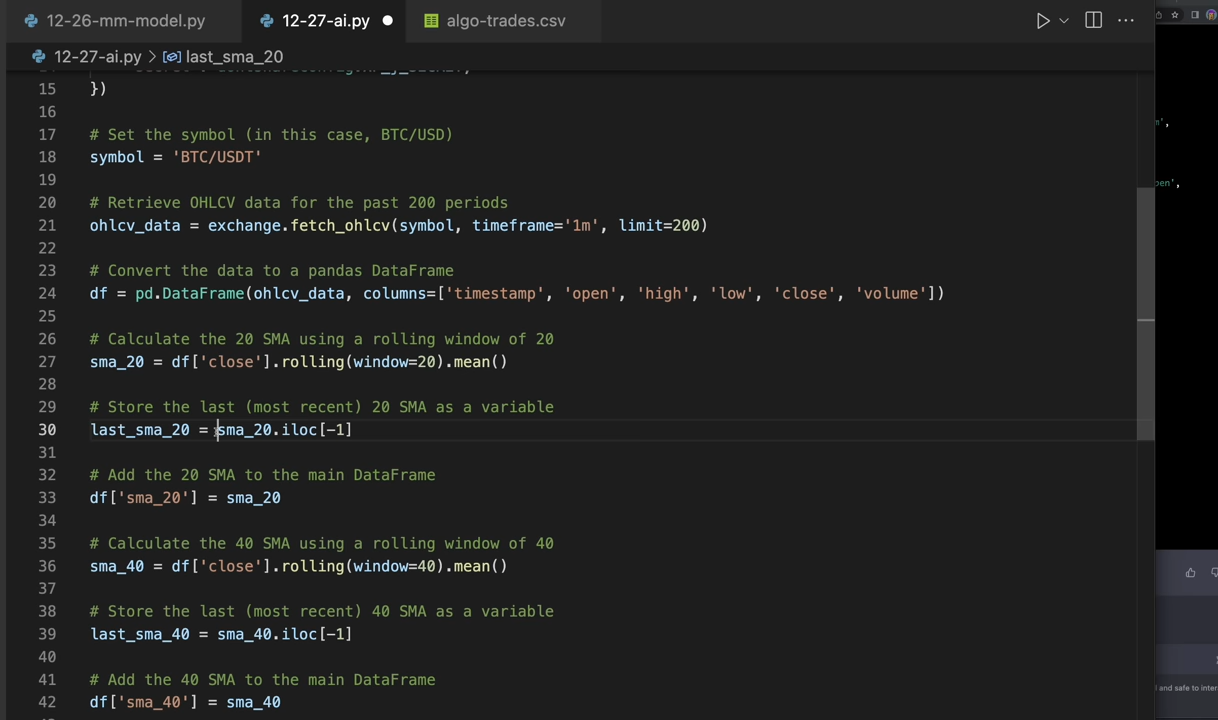 12-26-mm-model.py
12-27-ai.py
algo-trades.csv
12-27-ai.py > last_sma_20
15 })
16
17 # Set the symbol (in this case, BTC/USD)
18 symbol = 'BTC/USDT'
19
20 # Retrieve OHLCV data for the past 200 periods
21 ohlcv_data = exchange.fetch_ohlcv(symbol, timeframe='1m', limit=200)
22
23 # Convert the data to a pandas DataFrame
24 df = pd.DataFrame(ohlcv_data, columns=['timestamp', 'open', 'high', 'low', 'close', 'volume'])
25
26 # Calculate the 20 SMA using a rolling window of 20
27 sma_20 = df['close'].rolling(window=20).mean()
28
29 # Store the last (most recent) 20 SMA as a variable
30 last_sma_20 = sma_20.iloc[-1]
31
32 # Add the 20 SMA to the main DataFrame
33 df['sma_20'] = sma_20
34
35 # Calculate the 40 SMA using a rolling window of 40
36 sma_40 = df['close'].rolling(window=40).mean()
37
38 # Store the last (most recent) 40 SMA as a variable
39 last_sma_40 = sma_40.iloc[-1]
40
41 # Add the 40 SMA to the main DataFrame
42 df['sma_40'] = sma_40
and safe to inter